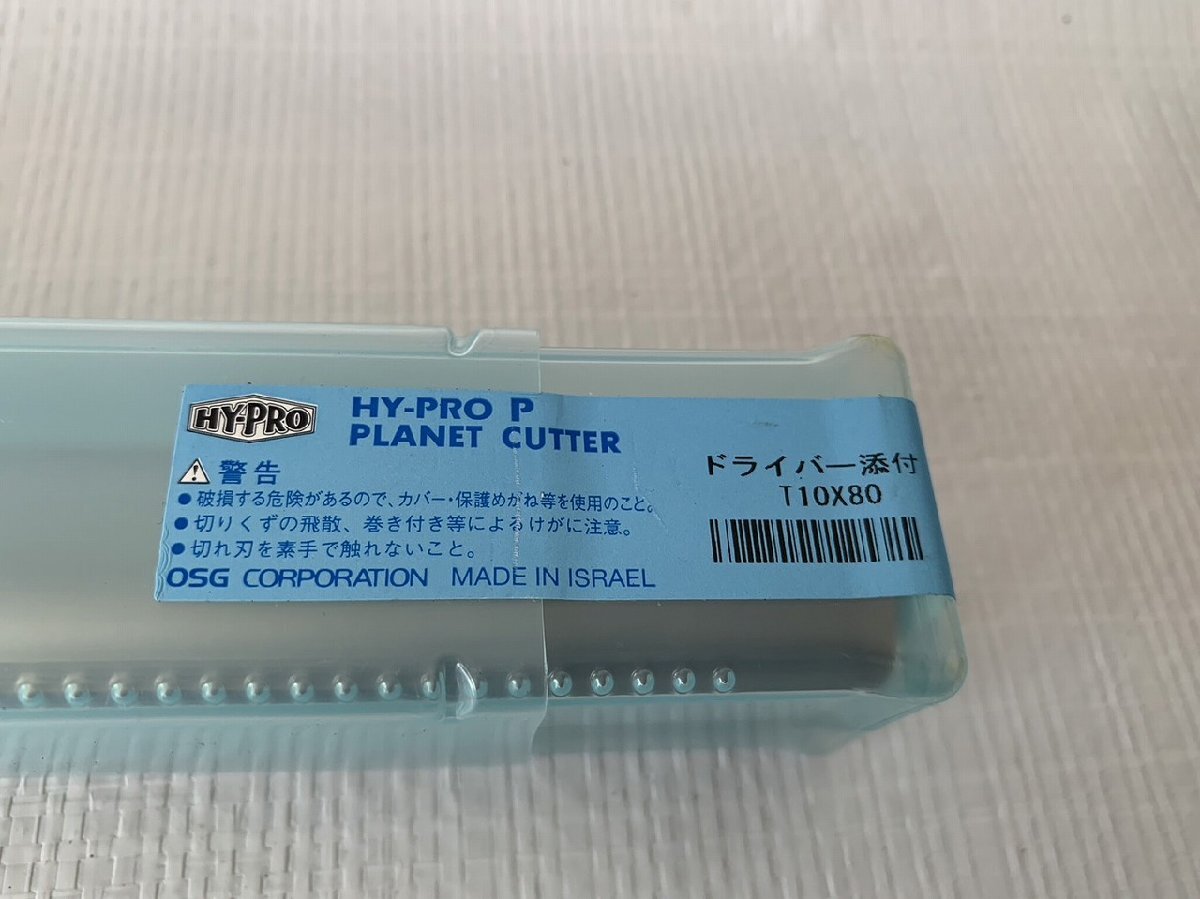 HY-PRO
HY-PRO P
PLANET CUTTER
警告
●破損する危険があるので、カバー・保護めがね等を使用のこと。
●切りくずの飛散、巻き付き等によるけがに注意。
●切れ刃を素手で触れないこと。
OSG CORPORATION MADE IN ISRAEL
ドライバー添付
T10X80